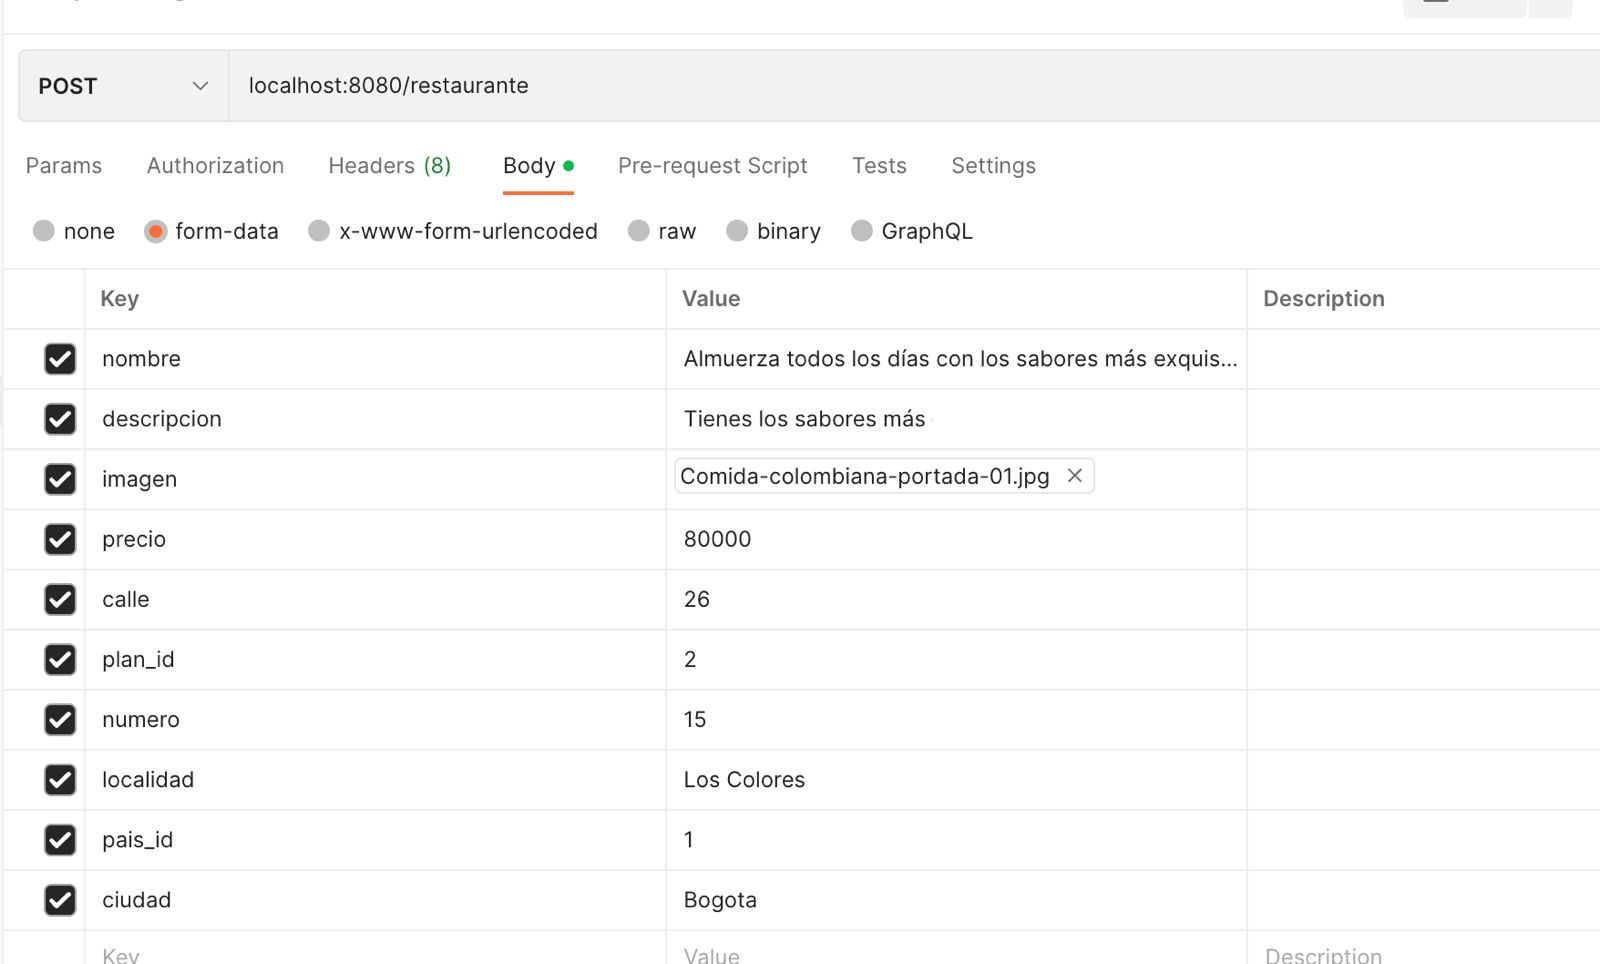 POST localhost:8080/restaurante
Params Authorization Headers (8) Body Pre-request Script Tests Settings
none form-data x-www-form-urlencoded raw binary GraphQL
Key Value Description
nombre Almuerza todos los días con los sabores más exquis...
descripcion Tienes los sabores más
imagen Comida-colombiana-portada-01.jpg
precio 80000
calle 26
plan_id 2
numero 15
localidad Los Colores
pais_id 1
ciudad Bogota
Key Value Description